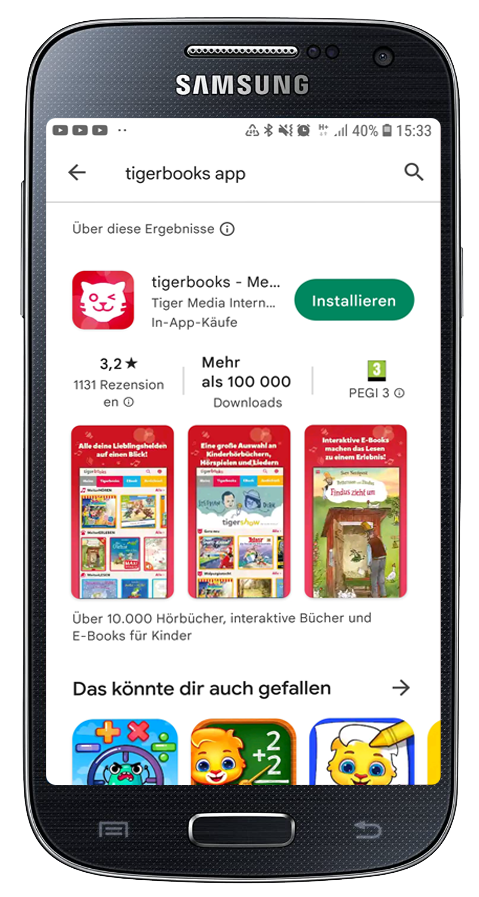 SAMSUNG
H+ 40% 15:33
tigerbooks app
Über diese Ergebnisse
tigerbooks - Me...
Tiger Media Intern...
In-App-Käufe
Installieren
3,2★
1131 Rezension
en
Mehr
als 100 000
Downloads
3
PEGI 3
Alle deine Lieblingshelden
auf einen Blick!
Eine große Auswahl an
Kinderhörbüchern,
Hörspielen und Liedern
tigershow
Interaktive E-Books
machen das Lesen
zu einem Erlebnis!
Findus zieht um
Über 10.000 Hörbücher, interaktive Bücher und
E-Books für Kinder
Das könnte dir auch gefallen
+2
2